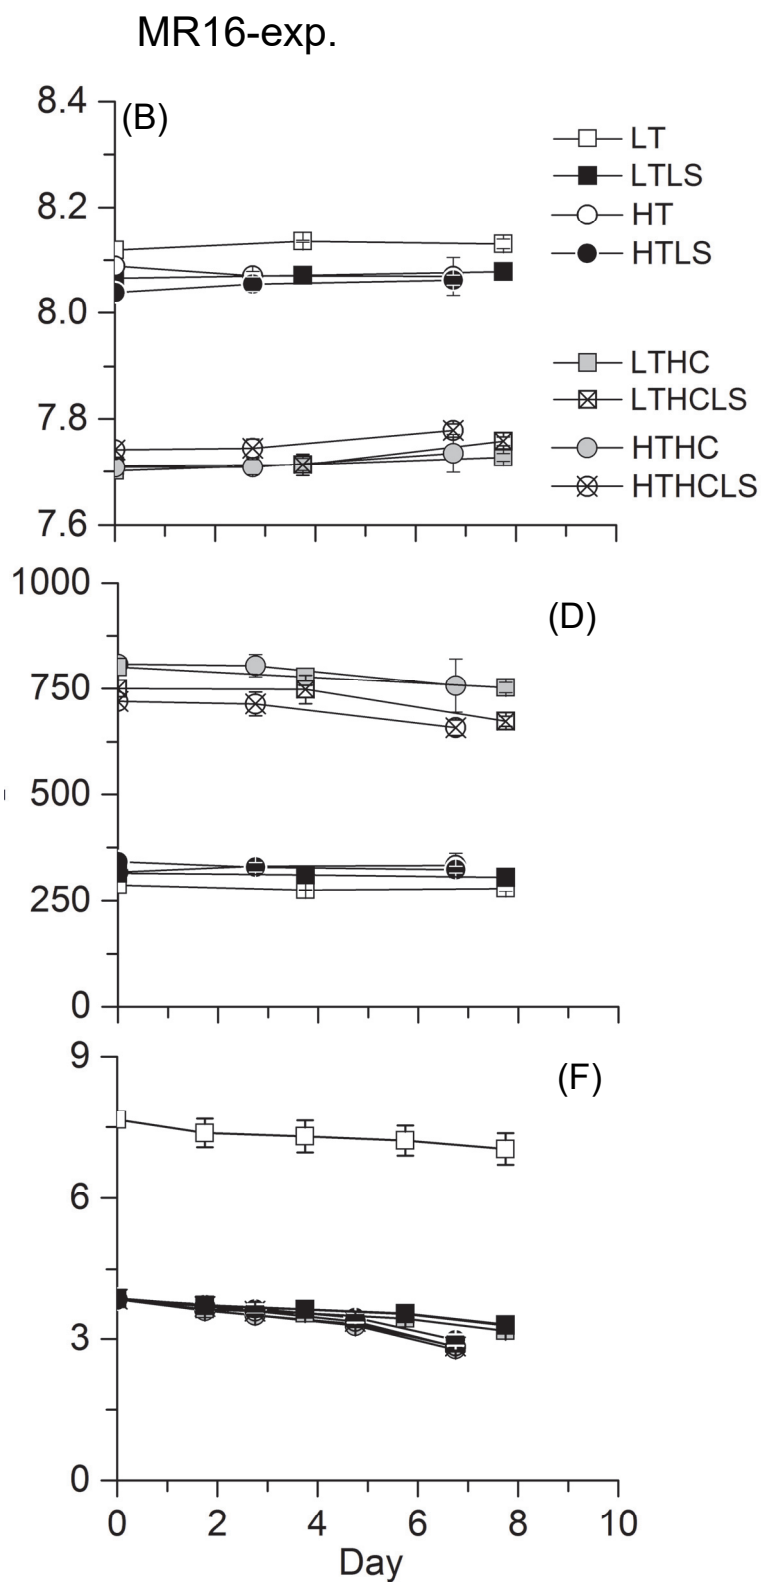 MR16-exp.
8.4
(B)
LT
LTLS
8.2
HT
HTLS
8.0
LTHC
LTHCLS
7.8
HTHC
HTHCLS
7.6
1000
(D)
750
500
250
0
9
(F)
6
3
0
0 2 4 6 8 10
Day